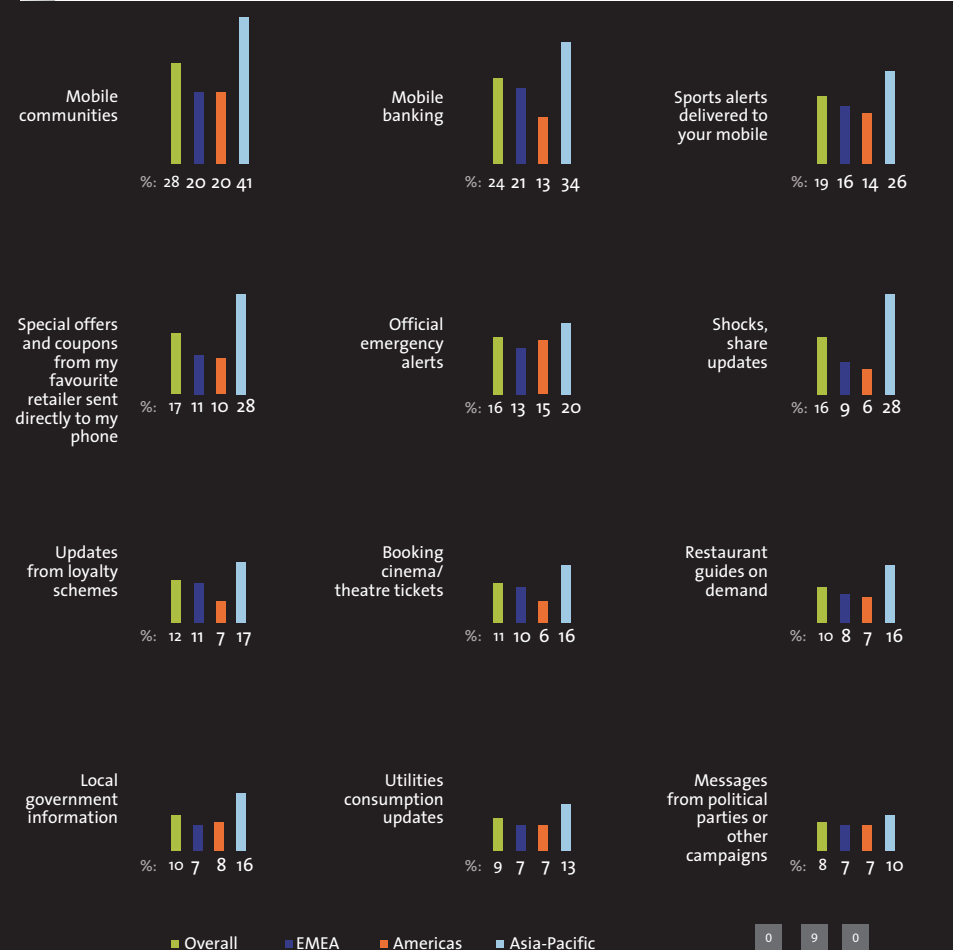 Mobile
communities
%: 28 20 20 41
Mobile
banking
%: 24 21 13 34
Sports alerts
delivered to
your mobile
%: 19 16 14 26
Special offers
and coupons
from my
favourite
retailer sent
directly to my
phone
%: 17 11 10 28
Official
emergency
alerts
%: 16 13 15 20
Shocks,
share
updates
%: 16 9 6 28
Updates
from loyalty
schemes
%: 12 11 7 17
Booking
cinema/
theatre tickets
%: 11 10 6 16
Restaurant
guides on
demand
%: 10 8 7 16
Local
government
information
%: 10 7 8 16
Utilities
consumption
updates
%: 9 7 7 13
Messages
from political
parties or
other
campaigns
%: 8 7 7 10
Overall EMEA Americas Asia-Pacific
0 9 0